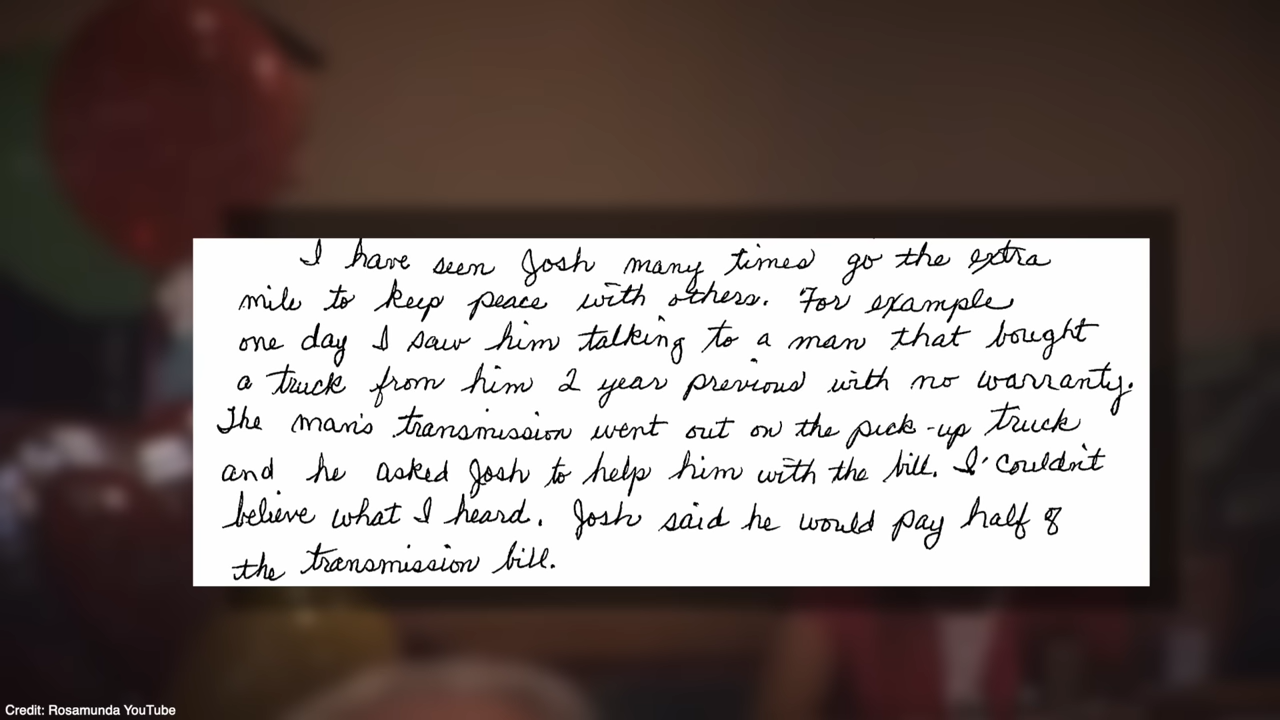 I have seen Josh many times go the extra
mile to keep peace with others. For example
one day I saw him talking to a man that bought
a truck from him 2 year previous with no warranty.
The man's transmission went out on the pick-up truck
and he asked Josh to help him with the bill. I couldn't
believe what I heard. Josh said he would pay half of
the transmission bill.
Credit: Rosamunda YouTube